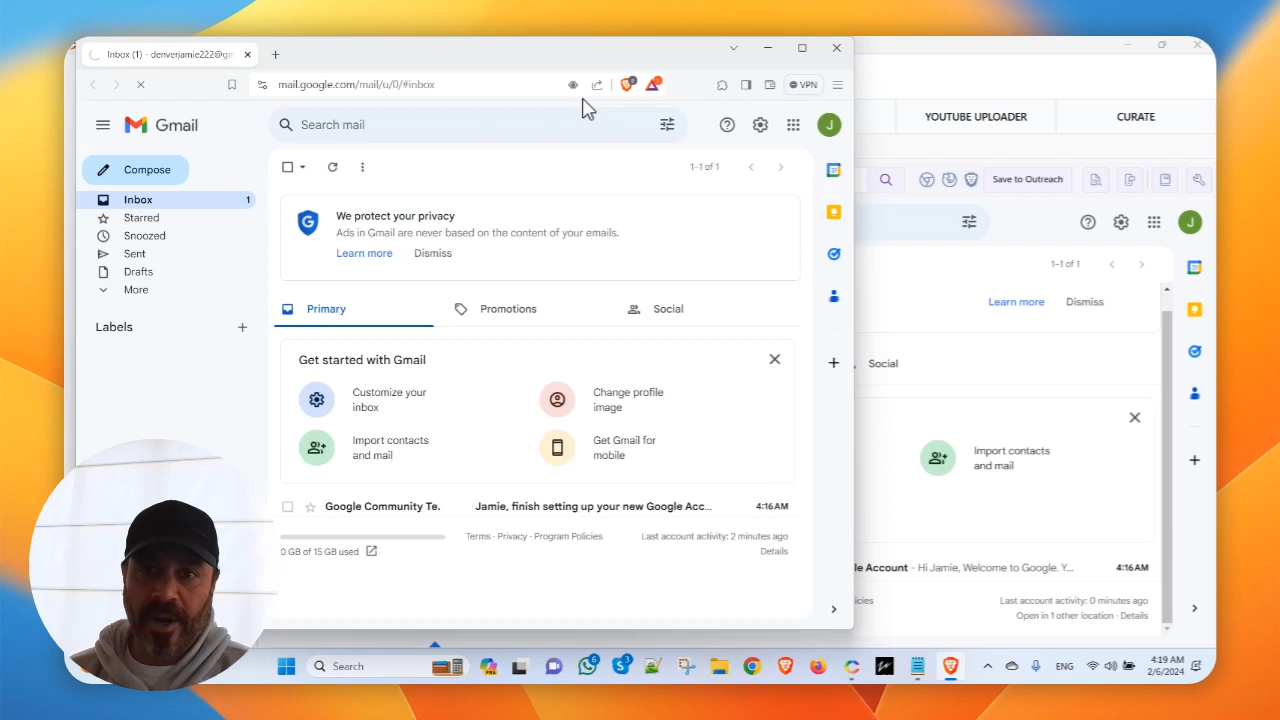 Inbox (1) - denverjamie222@gm
mail.google.com/mail/u/0/#inbox
VPN
Gmail
Search mail
J
Compose
Inbox 1
Starred
Snoozed
Sent
Drafts
More
Labels
1–1 of 1
We protect your privacy
Ads in Gmail are never based on the content of your emails.
Learn more Dismiss
Primary Promotions Social
Get started with Gmail
Customize your
inbox
Change profile
image
Import contacts
and mail
Get Gmail for
mobile
Google Community Te. Jamie, finish setting up your new Google Acc... 4:16 AM
0 GB of 15 GB used
Terms · Privacy · Program Policies
Last account activity: 2 minutes ago
Details
YOUTUBE UPLOADER CURATE
Save to Outreach
J
1–1 of 1
Learn more Dismiss
Social
Import contacts
and mail
le Account - Hi Jamie, Welcome to Google. Y... 4:16 AM
icies
Last account activity: 0 minutes ago
Open in 1 other location · Details
Search
6
3
ENG
4:19 AM
2/6/2024